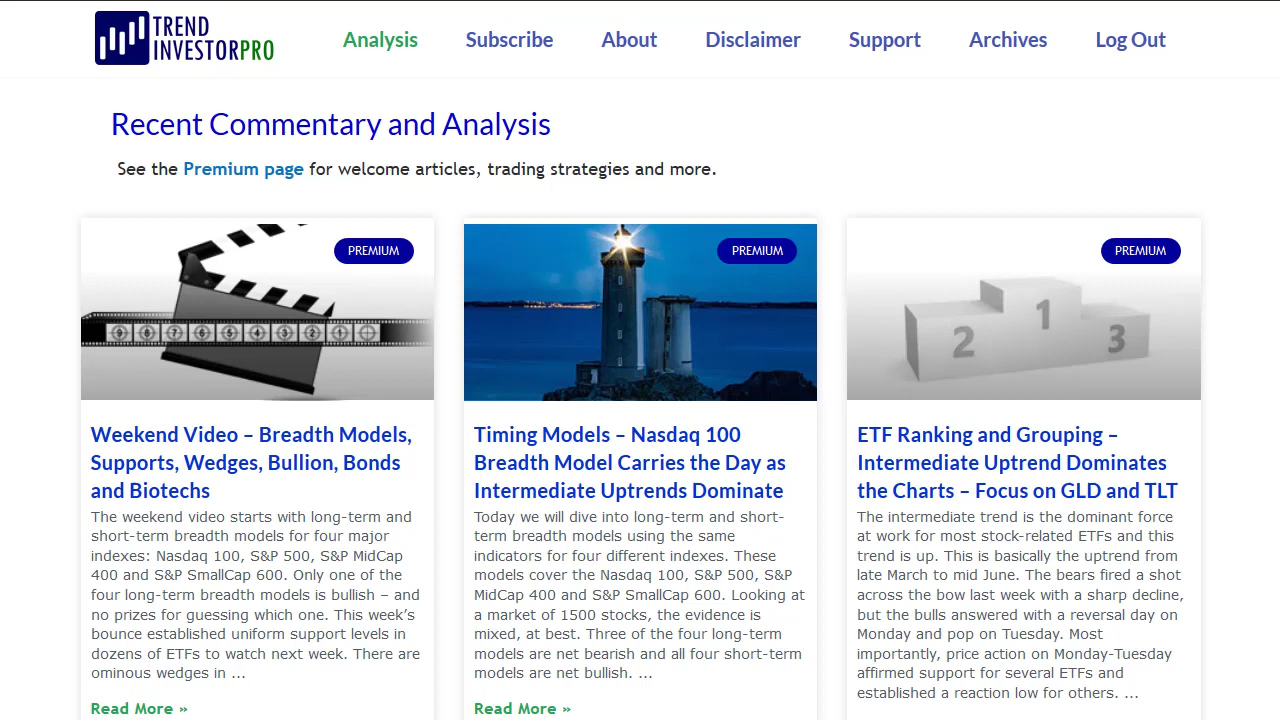 TREND
INVESTORPRO
Analysis Subscribe About Disclaimer Support Archives Log Out
Recent Commentary and Analysis
See the Premium page for welcome articles, trading strategies and more.
PREMIUM
9 8 7 6 5 4 3 2 1
Weekend Video – Breadth Models,
Supports, Wedges, Bullion, Bonds
and Biotechs
The weekend video starts with long-term and
short-term breadth models for four major
indexes: Nasdaq 100, S&P 500, S&P MidCap
400 and S&P SmallCap 600. Only one of the
four long-term breadth models is bullish – and
no prizes for guessing which one. This week’s
bounce established uniform support levels in
dozens of ETFs to watch next week. There are
ominous wedges in ...
Read More »
PREMIUM
Timing Models – Nasdaq 100
Breadth Model Carries the Day as
Intermediate Uptrends Dominate
Today we will dive into long-term and short-
term breadth models using the same
indicators for four different indexes. These
models cover the Nasdaq 100, S&P 500, S&P
MidCap 400 and S&P SmallCap 600. Looking at
a market of 1500 stocks, the evidence is
mixed, at best. Three of the four long-term
models are net bearish and all four short-term
models are net bullish. ...
Read More »
PREMIUM
2 1 3
ETF Ranking and Grouping –
Intermediate Uptrend Dominates
the Charts – Focus on GLD and TLT
The intermediate trend is the dominant force
at work for most stock-related ETFs and this
trend is up. This is basically the uptrend from
late March to mid June. The bears fired a shot
across the bow last week with a sharp decline,
but the bulls answered with a reversal day on
Monday and pop on Tuesday. Most
importantly, price action on Monday-Tuesday
affirmed support for several ETFs and
established a reaction low for others. ...